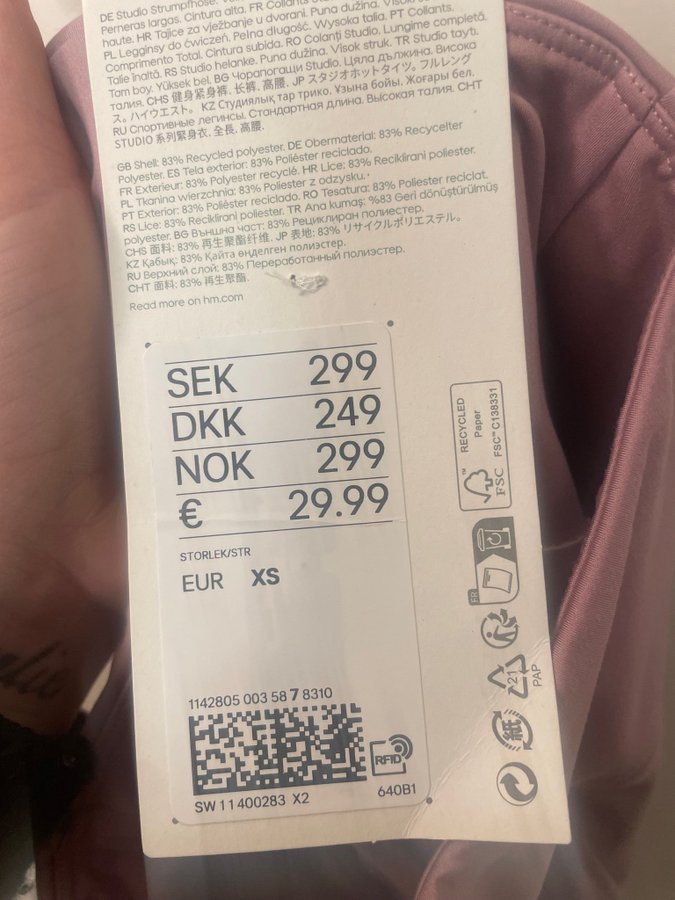 DE Studio Strumpfhose.
Perneras largas. Cintura alta. FR Collants
haute. HR Tajice za vježbanje u dvorani. Puna dužina. Visok
PL Legginsy do ćwiczeń. Pełna długość. Wysoka talia. PT Collants.
Comprimento Total. Cintura subida. RO Colanți Studio. Lungime completă.
Talie înaltă. RS Studio helanke. Puna dužina. Visok struk. TR Studio taytı.
Tam boy. Yüksek bel. BG Чорапогащи Studio. Цяла дължина. Висока
талия. CHS 健身紧身裤, 长裤, 高腰. JP スタジオホットタイツ。フルレング
ス。ハイウエスト。 KZ Студиялық тар трико. Ұзына бойы. Жоғары бел.
RU Спортивные легинсы. Стандартная длина. Высокая талия. CHT
STUDIO 系列緊身衣, 全長, 高腰.
GB Shell: 83% Recycled polyester. DE Obermaterial: 83% Recycelter
Polyester. ES Tela exterior: 83% Poliéster reciclado.
FR Exterieur: 83% Polyester recyclé. HR Lice: 83% Reciklirani poliester.
PL Tkanina wierzchnia: 83% Poliester z odzysku.
PT Exterior: 83% Poliéster reciclado. RO Tesatura: 83% Poliester reciclat.
RS Lice: 83% Reciklirani poliester. TR Ana kumaş: %83 Geri dönüştürülmüş
polyester. BG Външна част: 83% Рециклиран полиестер.
CHS 面料: 83% 再生聚酯纤维. JP 表地: 83% リサイクルポリエステル。
KZ Қабық: 83% Қайта өңделген полиэстер.
RU Верхний слой: 83% Переработанный полиэстер.
CHT 面料: 83% 再生聚酯.
Read more on hm.com
SEK 299
DKK 249
NOK 299
€ 29.99
STORLEK/STR
EUR XS
1142805 003 58 7 8310
RFID
SW 11 400283 X2 640B1
RECYCLED
Paper
FSC™ C138331
FSC
FR
21
PAP
紙